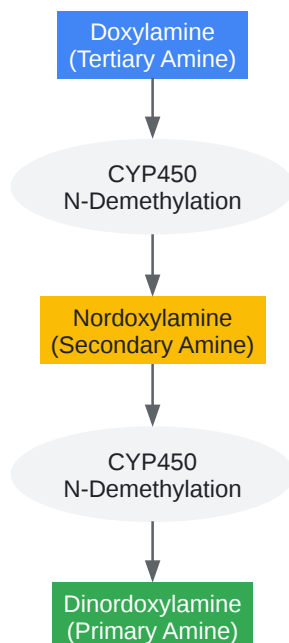 Doxylamine
(Tertiary Amine)
CYP450
N-Demethylation
Nordoxylamine
(Secondary Amine)
CYP450
N-Demethylation
Dinordoxylamine
(Primary Amine)